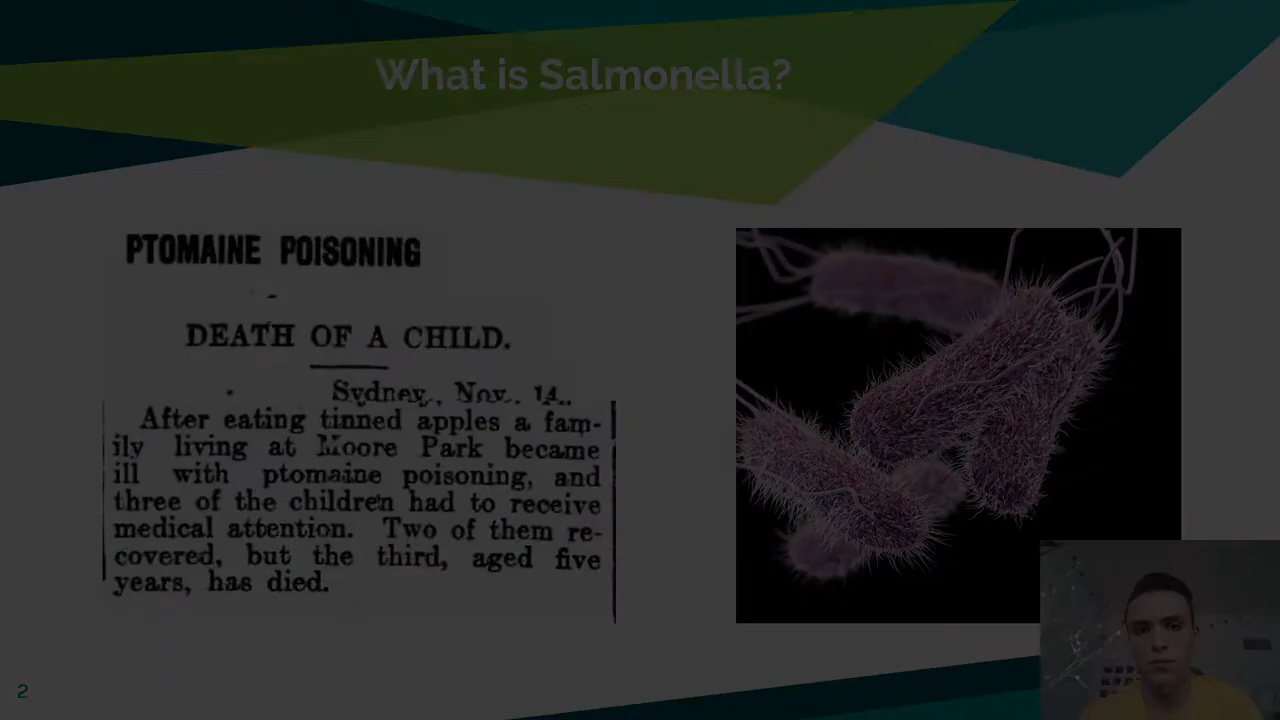 What is Salmonella?
PTOMAINE POISONING
DEATH OF A CHILD.
Sydney, Nov. 14.
After eating tinned apples a fam-
ily living at Moore Park became
ill with ptomaine poisoning, and
three of the children had to receive
medical attention. Two of them re-
covered, but the third, aged five
years, has died.
2